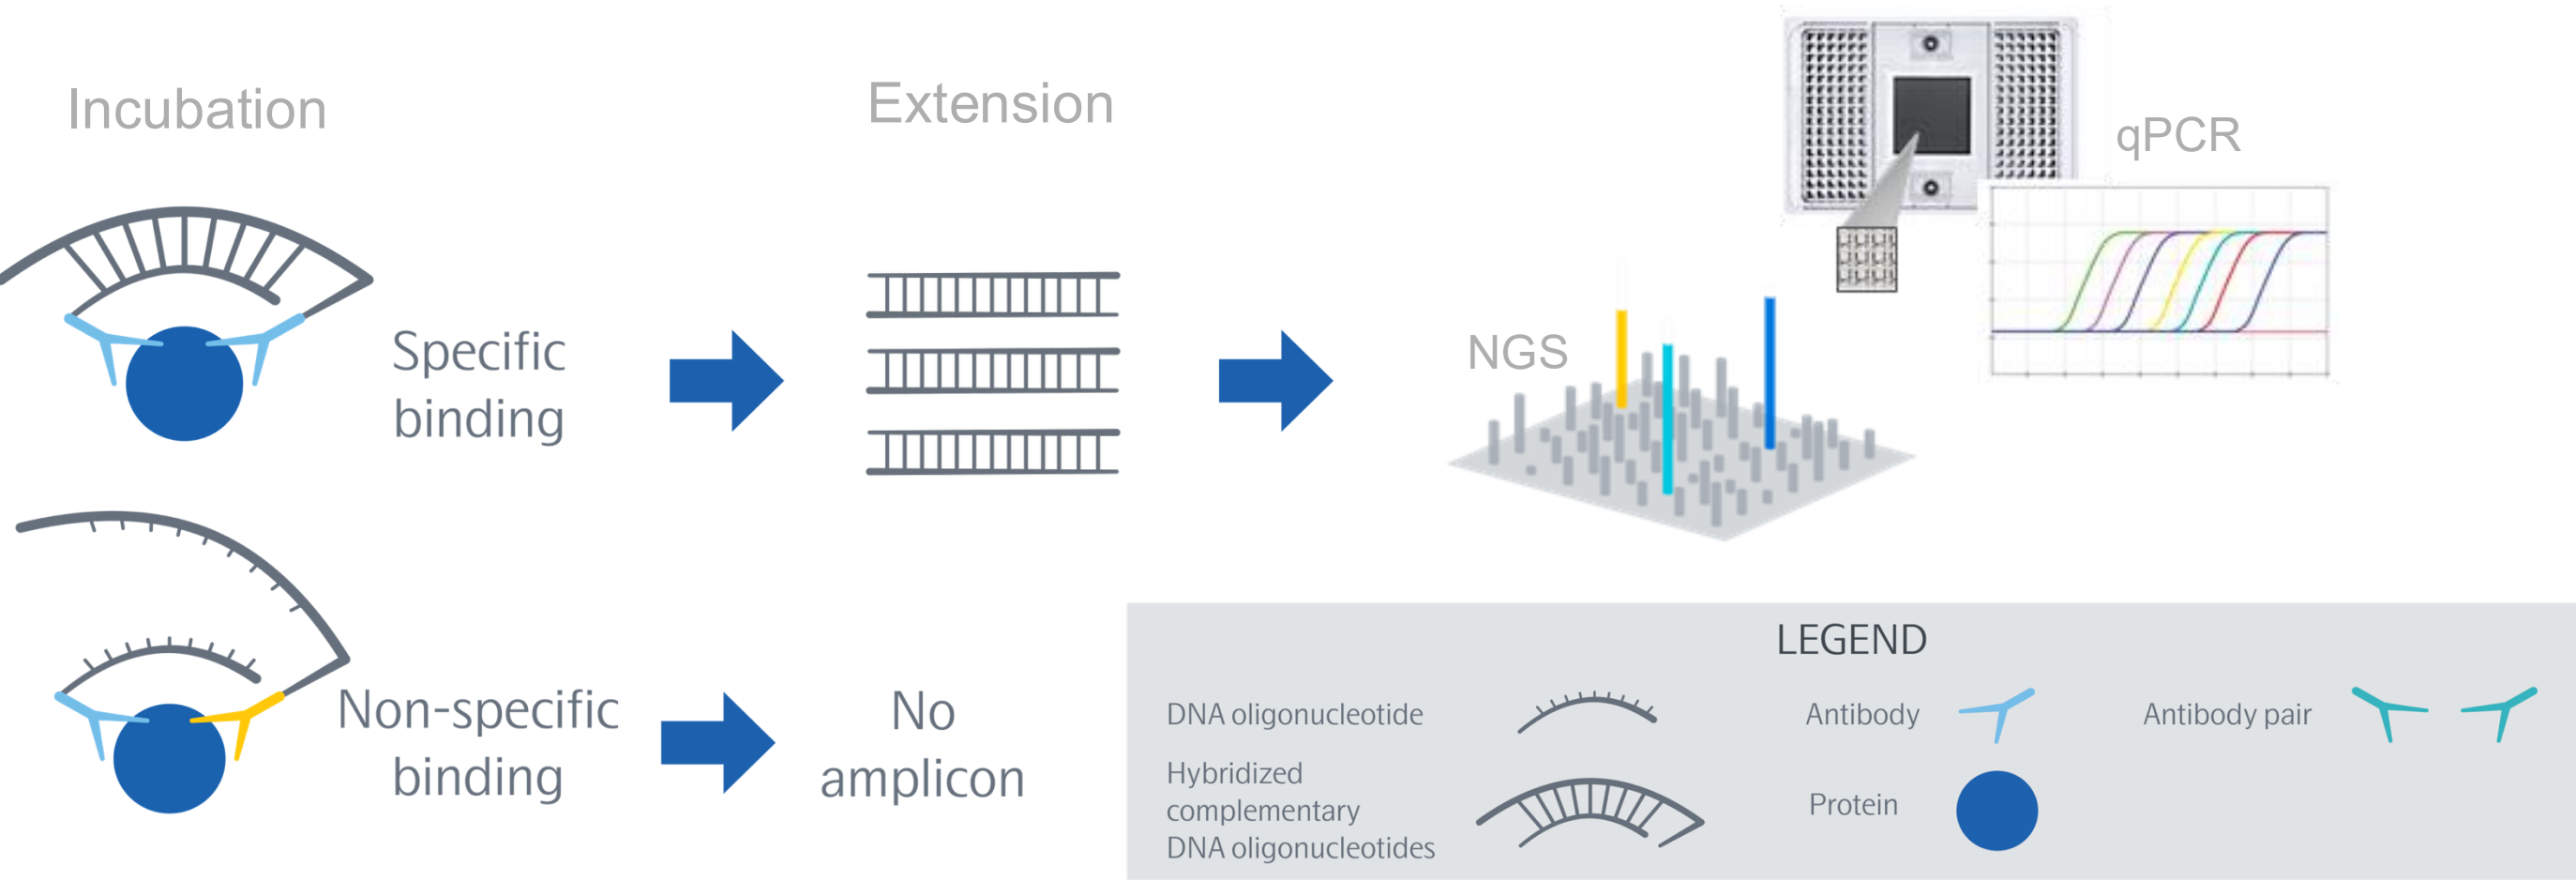 Incubation
Extension
qPCR
NGS
Specific
binding
Non-specific
binding
No
amplicon
LEGEND
DNA oligonucleotide
Antibody
Antibody pair
Hybridized
complementary
DNA oligonucleotides
Protein